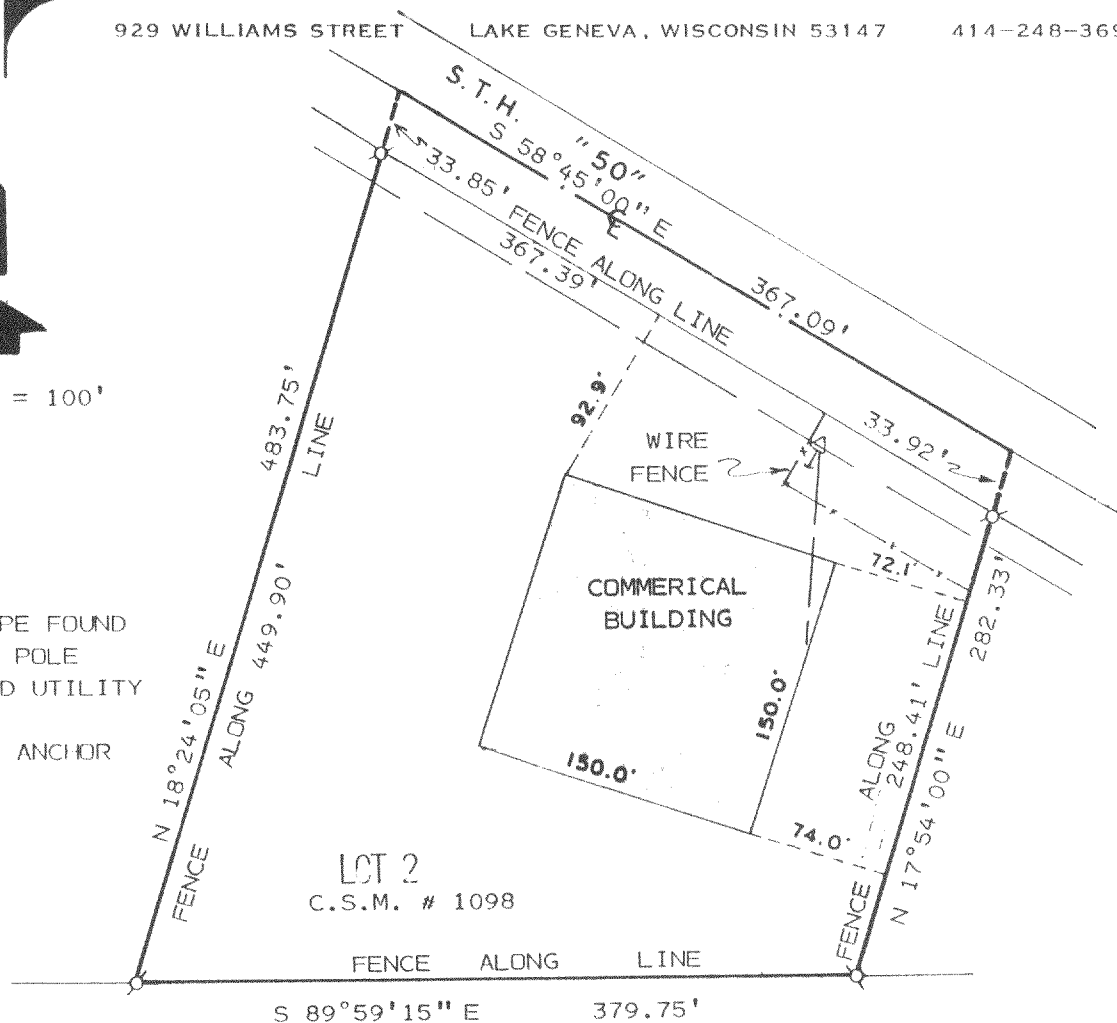 929 WILLIAMS STREET LAKE GENEVA, WISCONSIN 53147 414-248-369
S.T.H. "50"
S 58°45'00" E
33.85'
FENCE ALONG LINE
367.39'
367.09'
= 100'
483.75'
LINE
92.9'
WIRE
FENCE
33.92'
72.1'
COMMERICAL
BUILDING
282.33'
PE FOUND
POLE
D UTILITY
ANCHOR
ALONG 449.90'
N 18°24'05" E
FENCE
150.0'
150.0'
LINE
248.41'
ALONG
N 17°54'00" E
74.0'
FENCE
LOT 2
C.S.M. # 1098
FENCE ALONG LINE
S 89°59'15" E 379.75'